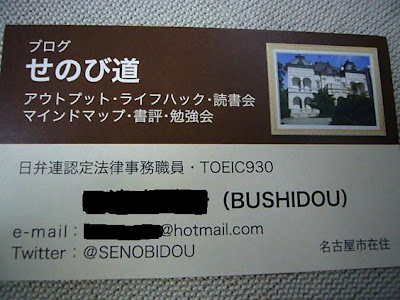 ブログ
せのび道
アウトプット・ライフハック・読書会
マインドマップ・書評・勉強会
日弁連認定法律事務職員・TOEIC930
(BUSHIDOU)
e-mail: @hotmail.com
Twitter: @SENOBIDOU
名古屋市在住